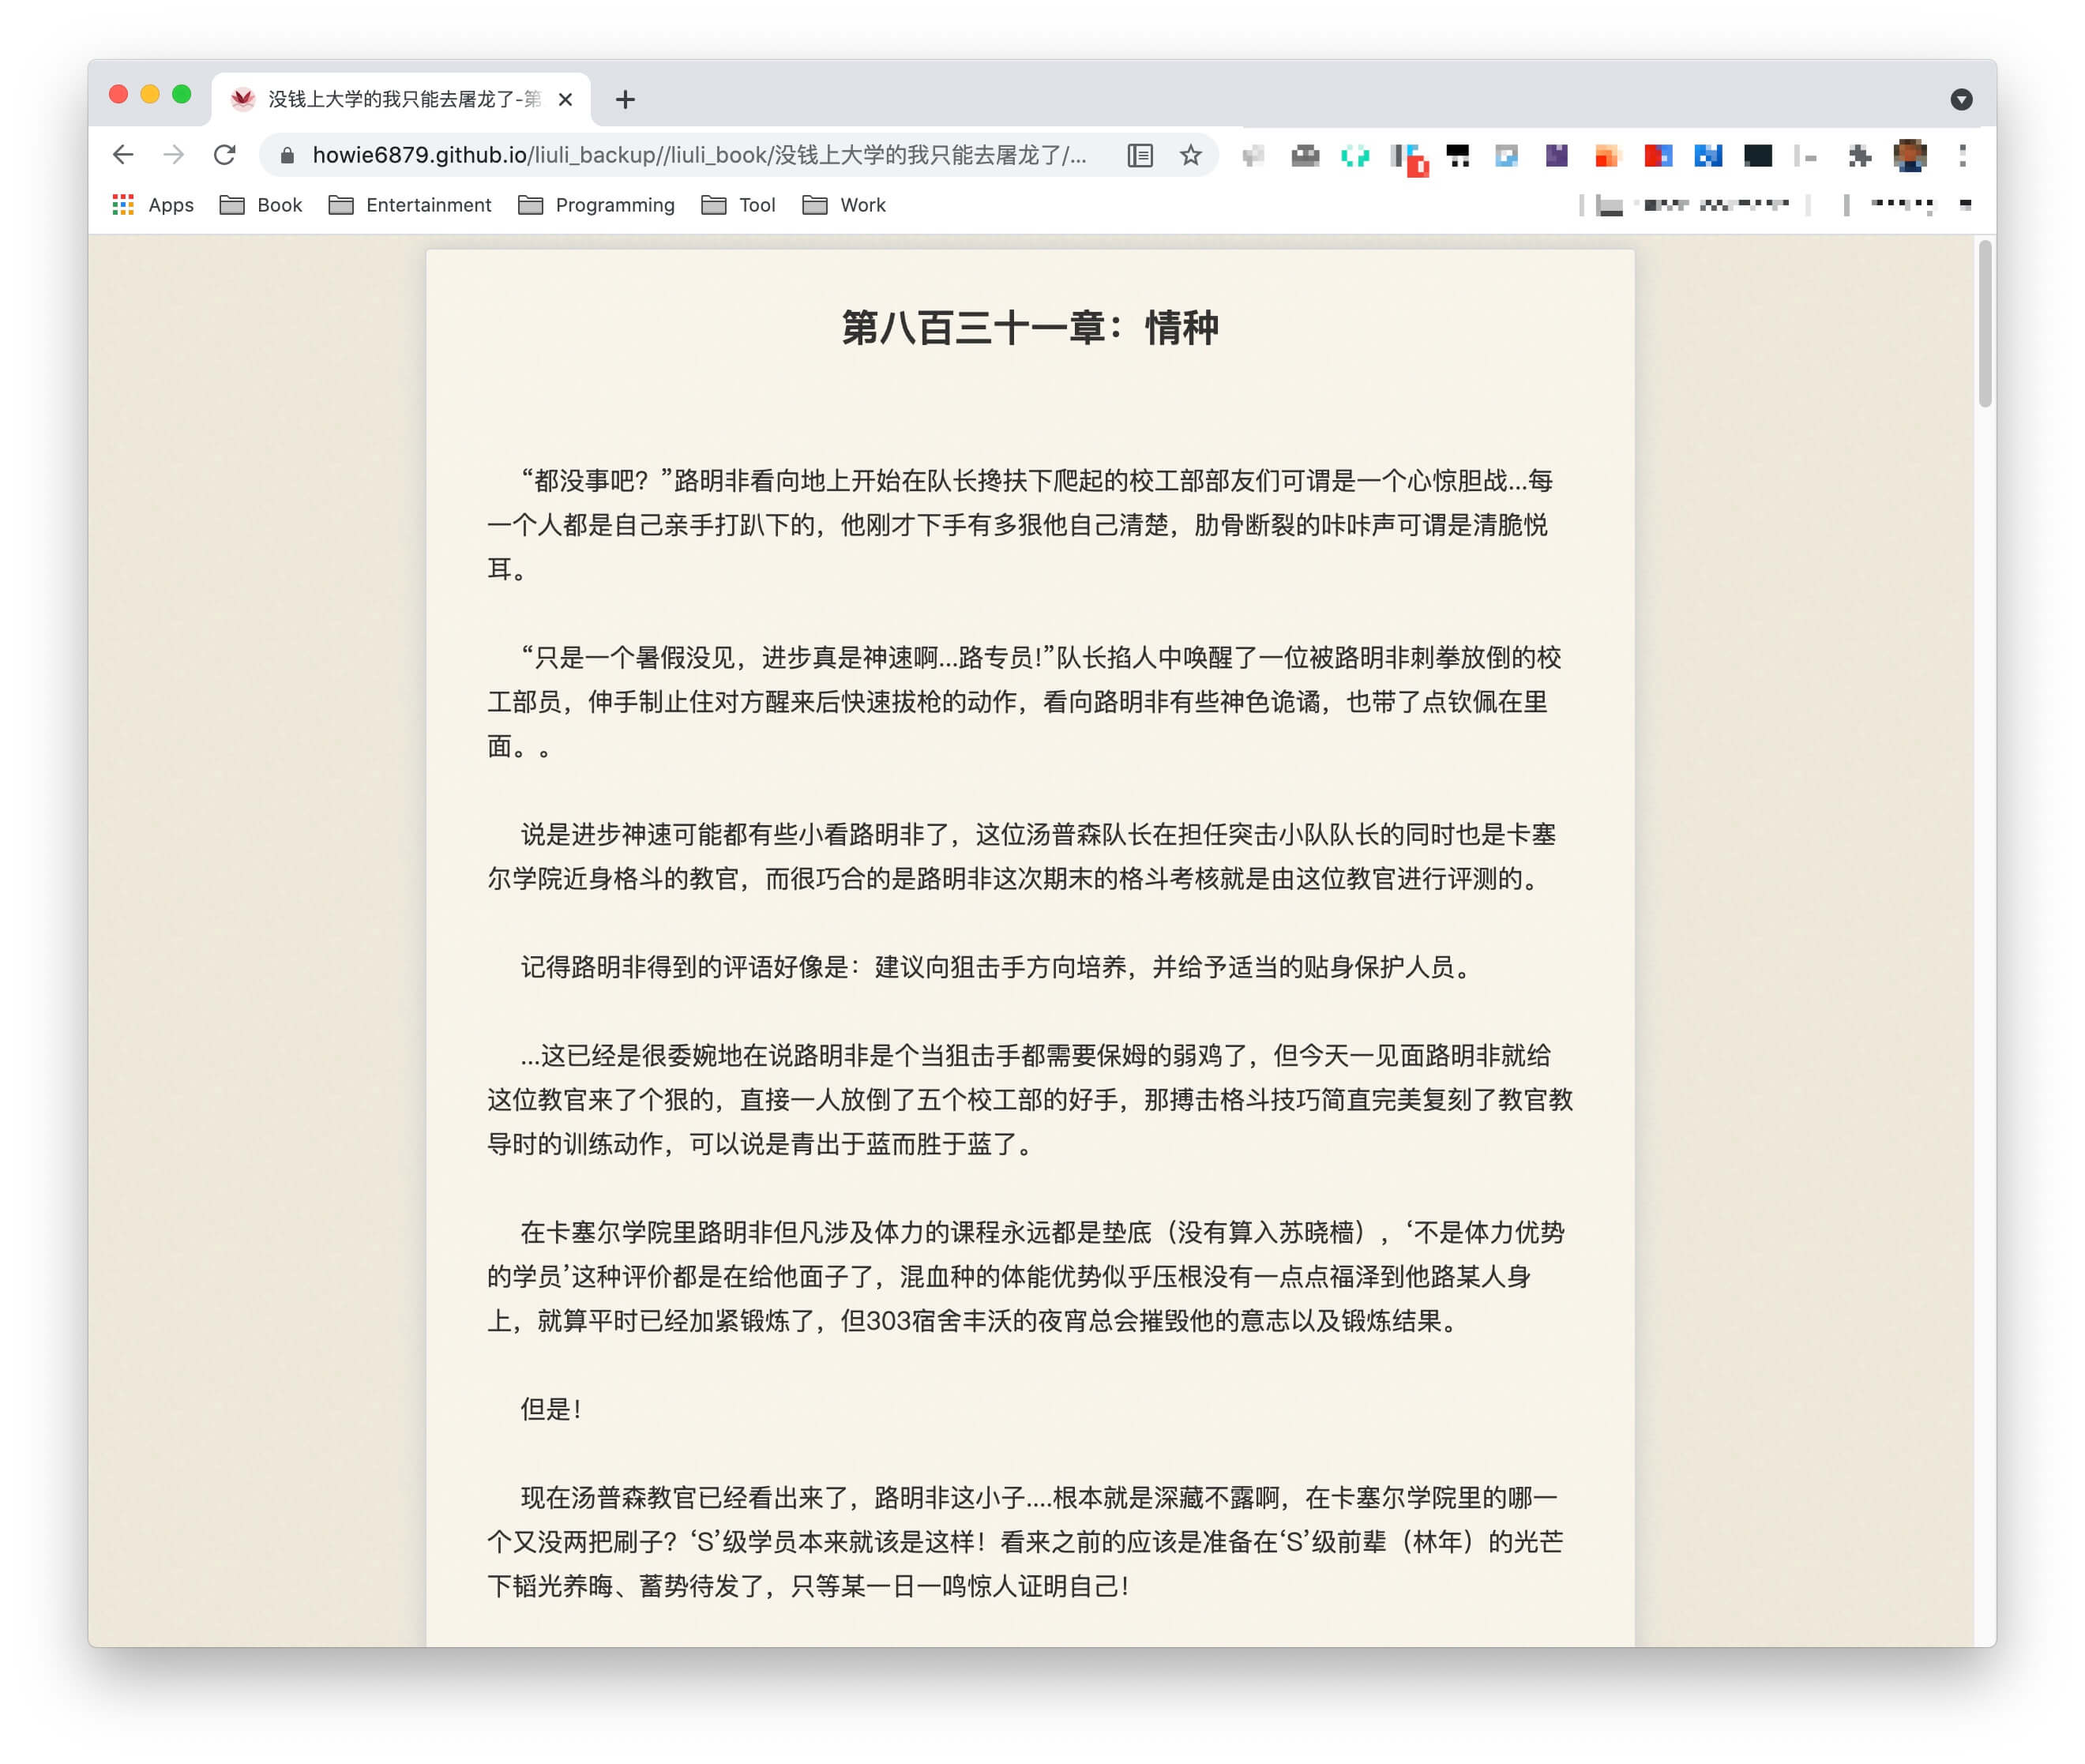 没钱上大学的我只能去屠龙了-第
howie6879.github.io/liuli_backup//liuli_book/没钱上大学的我只能去屠龙了/...
Apps Book Entertainment Programming Tool Work
第八百三十一章：情种
“都没事吧？”路明非看向地上开始在队长搀扶下爬起的校工部部友们可谓是一个心惊胆战...每
一个人都是自己亲手打趴下的，他刚才下手有多狠他自己清楚，肋骨断裂的咔咔声可谓是清脆悦
耳。
“只是一个暑假没见，进步真是神速啊...路专员!”队长掐人中唤醒了一位被路明非刺拳放倒的校
工部员，伸手制止住对方醒来后快速拔枪的动作，看向路明非有些神色诡谲，也带了点钦佩在里
面。。
说是进步神速可能都有些小看路明非了，这位汤普森队长在担任突击小队队长的同时也是卡塞
尔学院近身格斗的教官，而很巧合的是路明非这次期末的格斗考核就是由这位教官进行评测的。
记得路明非得到的评语好像是：建议向狙击手方向培养，并给予适当的贴身保护人员。
...这已经是很委婉地在说路明非是个当狙击手都需要保姆的弱鸡了，但今天一见面路明非就给
这位教官来了个狠的，直接一人放倒了五个校工部的好手，那搏击格斗技巧简直完美复刻了教官教
导时的训练动作，可以说是青出于蓝而胜于蓝了。
在卡塞尔学院里路明非但凡涉及体力的课程永远都是垫底（没有算入苏晓樯），‘不是体力优势
的学员’这种评价都是在给他面子了，混血种的体能优势似乎压根没有一点点福泽到他路某人身
上，就算平时已经加紧锻炼了，但303宿舍丰沃的夜宵总会摧毁他的意志以及锻炼结果。
但是！
现在汤普森教官已经看出来了，路明非这小子....根本就是深藏不露啊，在卡塞尔学院里的哪一
个又没两把刷子？‘S’级学员本来就该是这样！看来之前的应该是准备在‘S’级前辈（林年）的光芒
下韬光养晦、蓄势待发了，只等某一日一鸣惊人证明自己！